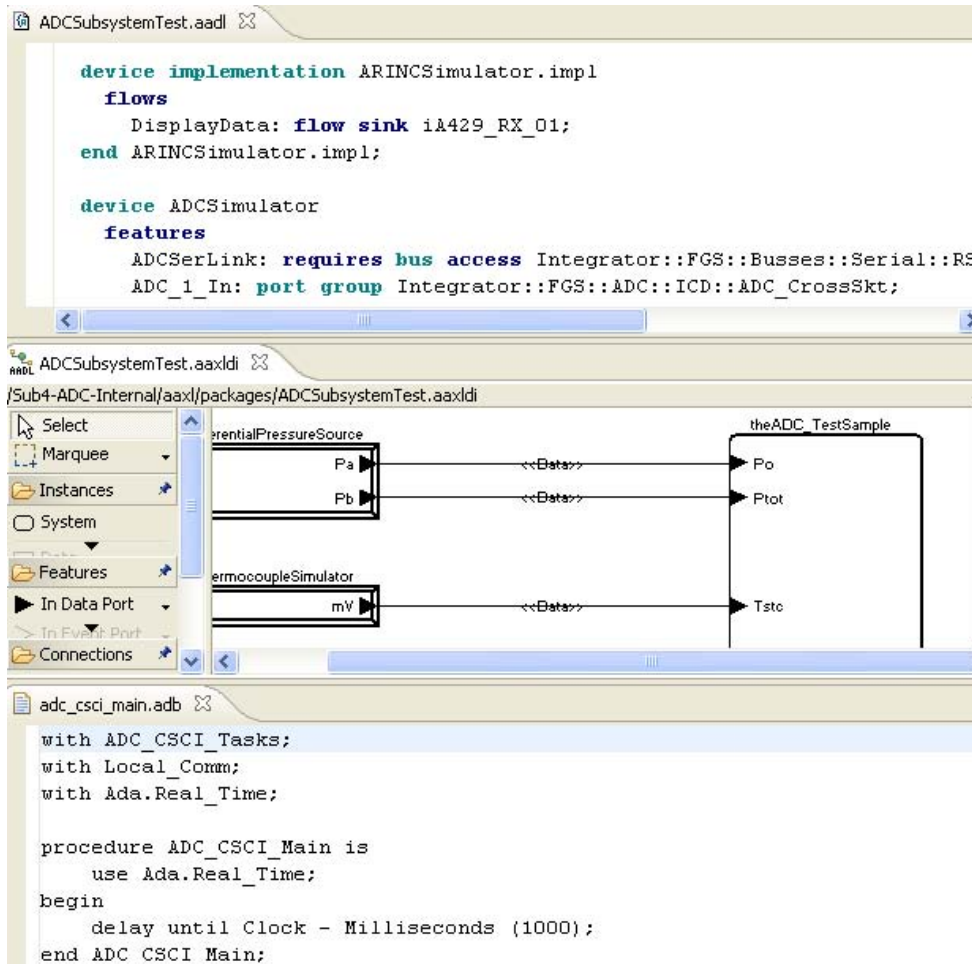 ADCSubsystemTest.aadl
device implementation ARINCSimulator.impl
flows
DisplayData: flow sink iA429_RX_01;
end ARINCSimulator.impl;
device ADCSimulator
features
ADCSerLink: requires bus access Integrator::FGS::Busses::Serial::RS
ADC_1_In: port group Integrator::FGS::ADC::ICD::ADC_CrossSkt;
AADL ADCSubsystemTest.aaxldi
/Sub4-ADC-Internal/aaxl/packages/ADCSubsystemTest.aaxldi
Select
Marquee
Instances
System
Features
In Data Port
In Event Port
Connections
erentialPressureSource
Pa
Pb
ermocoupleSimulator
mV
<<Data>>
<<Data>>
<<Data>>
theADC_TestSample
Po
Ptot
Tstc
adc_csci_main.adb
with ADC_CSCI_Tasks;
with Local_Comm;
with Ada.Real_Time;
procedure ADC_CSCI_Main is
use Ada.Real_Time;
begin
delay until Clock - Milliseconds (1000);
end ADC_CSCI_Main;